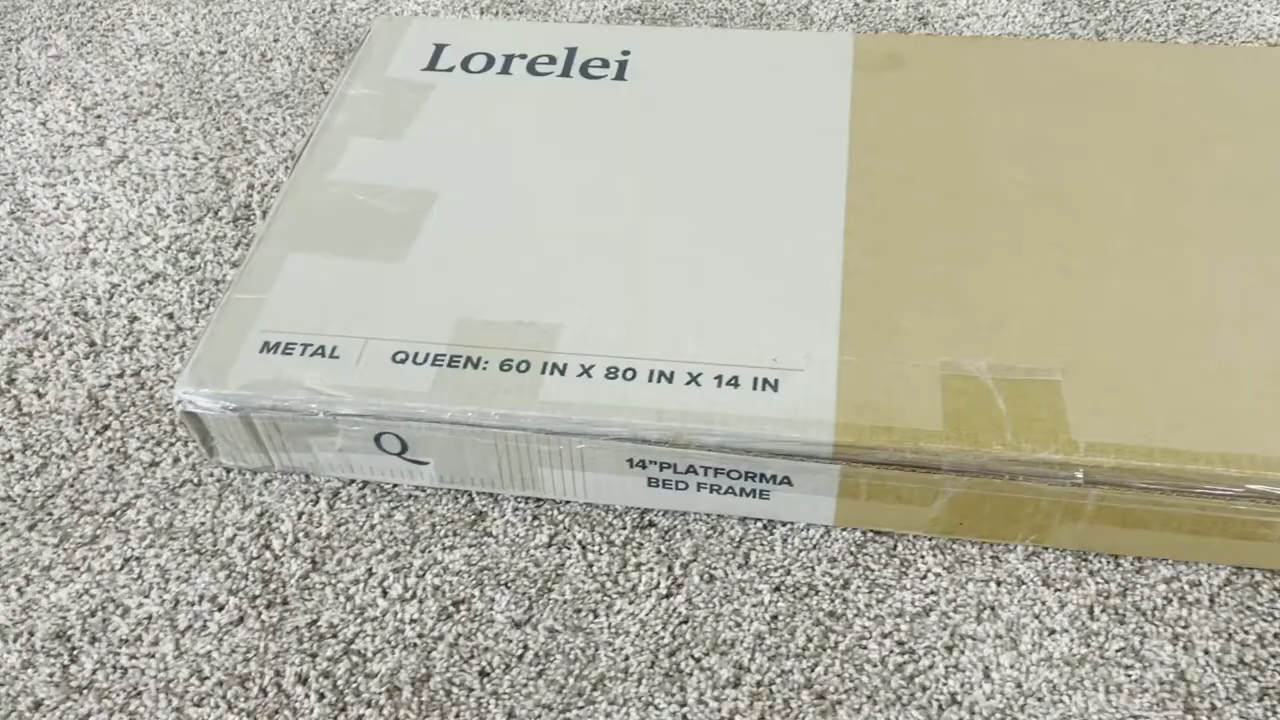 Lorelei
METAL | QUEEN: 60 IN X 80 IN X 14 IN
Q
14”PLATFORMA
BED FRAME